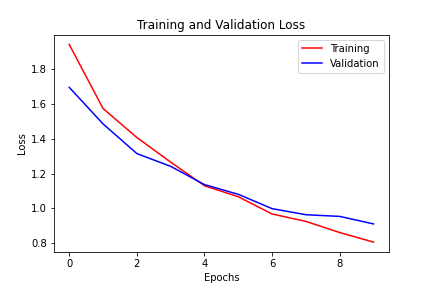 Training and Validation Loss
Training
Validation
Loss
1.8
1.6
1.4
1.2
1.0
0.8
0 2 4 6 8
Epochs